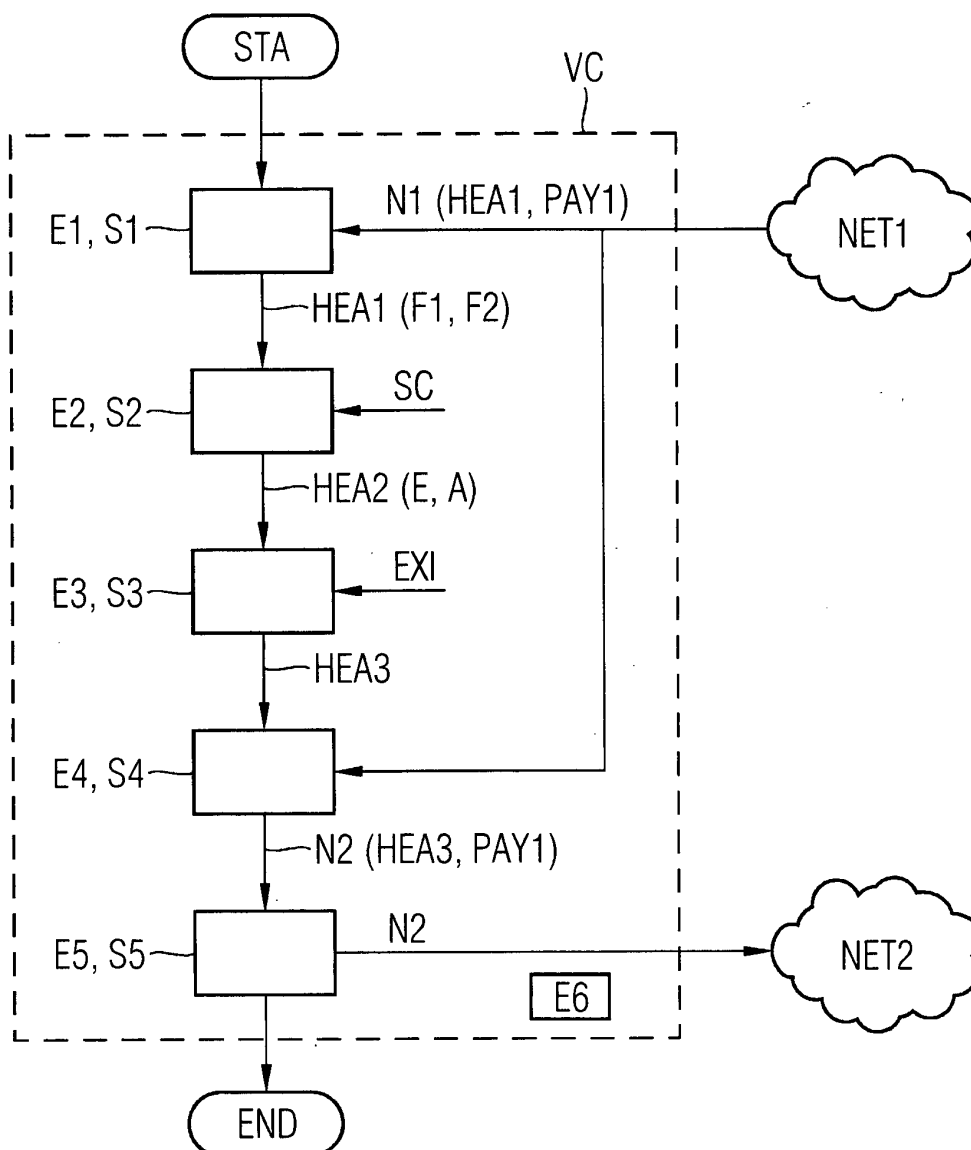 STA
VC
N1 (HEA1, PAY1)
E1, S1
NET1
HEA1 (F1, F2)
SC
E2, S2
HEA2 (E, A)
EXI
E3, S3
HEA3
E4, S4
N2 (HEA3, PAY1)
N2
E5, S5
NET2
E6
END